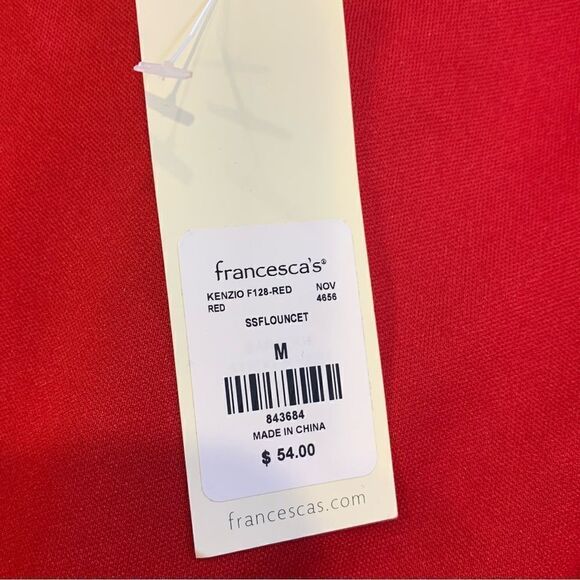 francesca's®
KENZIO F128-RED NOV
RED 4656
SSFLOUNCET
M
843684
MADE IN CHINA
$ 54.00
francescas.com